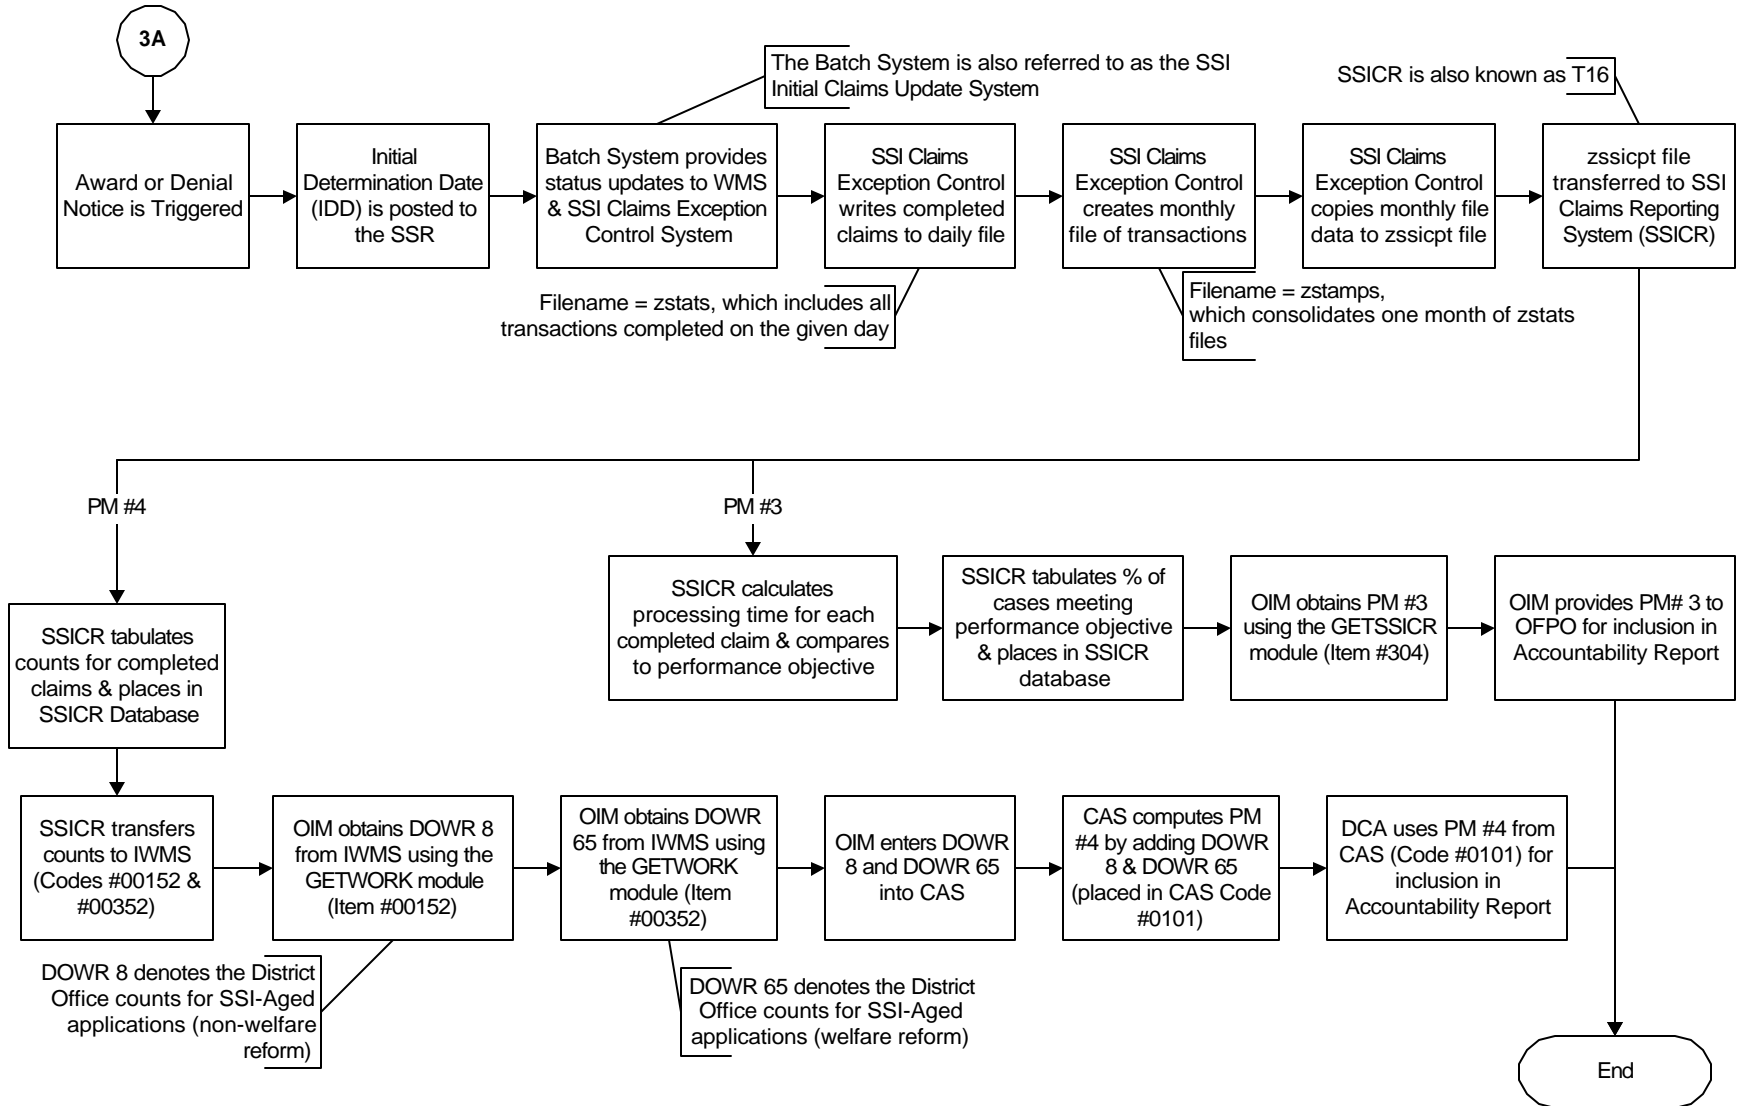 3A
The Batch System is also referred to as the SSI
Initial Claims Update System
SSICR is also known as T16
Award or Denial
Notice is Triggered
Initial
Determination Date
(IDD) is posted to
the SSR
Batch System provides
status updates to WMS
& SSI Claims Exception
Control System
SSI Claims
Exception Control
writes completed
claims to daily file
SSI Claims
Exception Control
creates monthly
file of transactions
SSI Claims
Exception Control
copies monthly file
data to zssicpt file
zssicpt file
transferred to SSI
Claims Reporting
System (SSICR)
Filename = zstats, which includes all
transactions completed on the given day
Filename = zstamps,
which consolidates one month of zstats
files
PM #4
PM #3
SSICR calculates
processing time for each
completed claim & compares
to performance objective
SSICR tabulates % of
cases meeting
performance objective
& places in SSICR
database
OIM obtains PM #3
using the GETSSICR
module (Item #304)
OIM provides PM# 3 to
OFPO for inclusion in
Accountability Report
SSICR tabulates
counts for completed
claims & places in
SSICR Database
SSICR transfers
counts to IWMS
(Codes #00152 &
#00352)
OIM obtains DOWR 8
from IWMS using the
GETWORK module
(Item #00152)
OIM obtains DOWR
65 from IWMS using
the GETWORK
module (Item
#00352)
OIM enters DOWR
8 and DOWR 65
into CAS
CAS computes PM
#4 by adding DOWR
8 & DOWR 65
(placed in CAS Code
#0101)
DCA uses PM #4 from
CAS (Code #0101) for
inclusion in
Accountability Report
DOWR 8 denotes the District
Office counts for SSI-Aged
applications (non-welfare
reform)
DOWR 65 denotes the District
Office counts for SSI-Aged
applications (welfare reform)
End